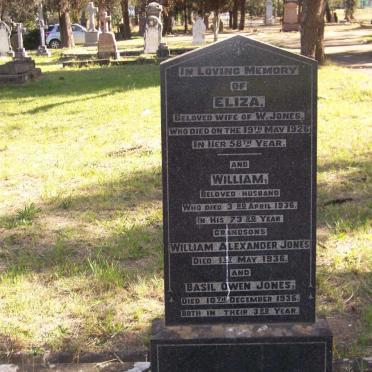 In Loving Memory
OF
ELIZA,
Beloved wife of W. Jones,
Who died on the 19th May 1926
In Her 58th Year.
AND
WILLIAM,
Beloved Husband
Who died 3rd April 1936,
In His 73rd Year
Grandsons
William Alexander Jones
Died 1st May 1936.
AND
Basil Owen Jones,
Died 10th December 1936.
Both in Their 3rd Year.